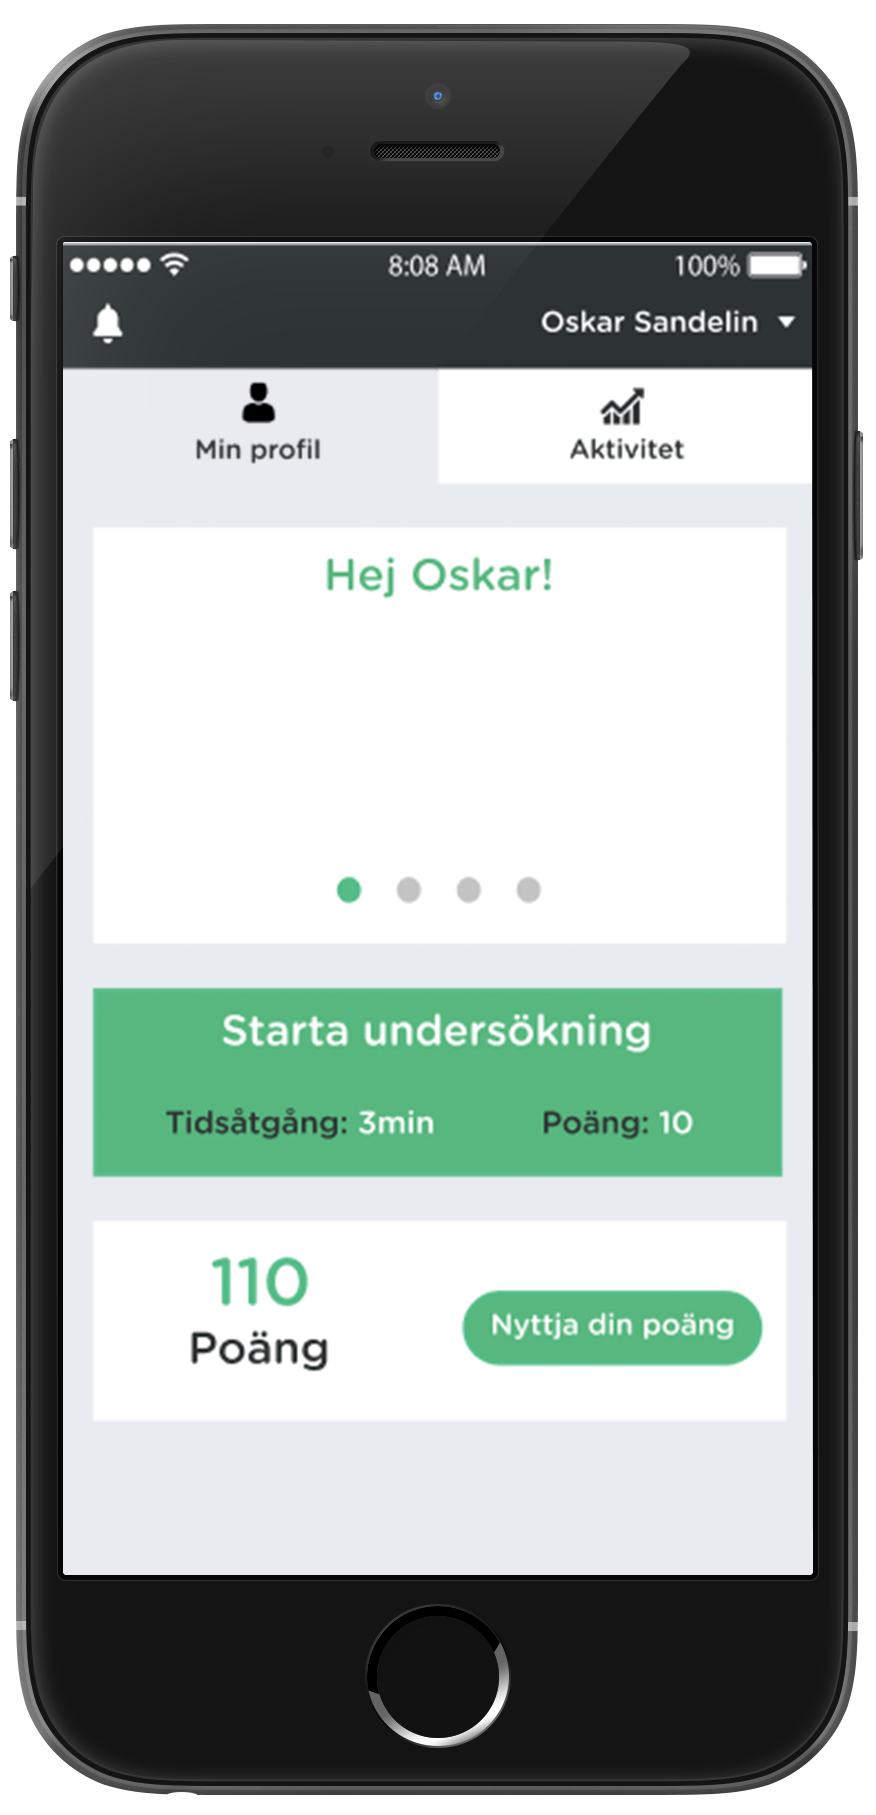 8:08 AM 100%
Oskar Sandelin
Min profil Aktivitet
Hej Oskar!
Starta undersökning
Tidsåtgång: 3min Poäng: 10
110
Poäng
Nyttja din poäng